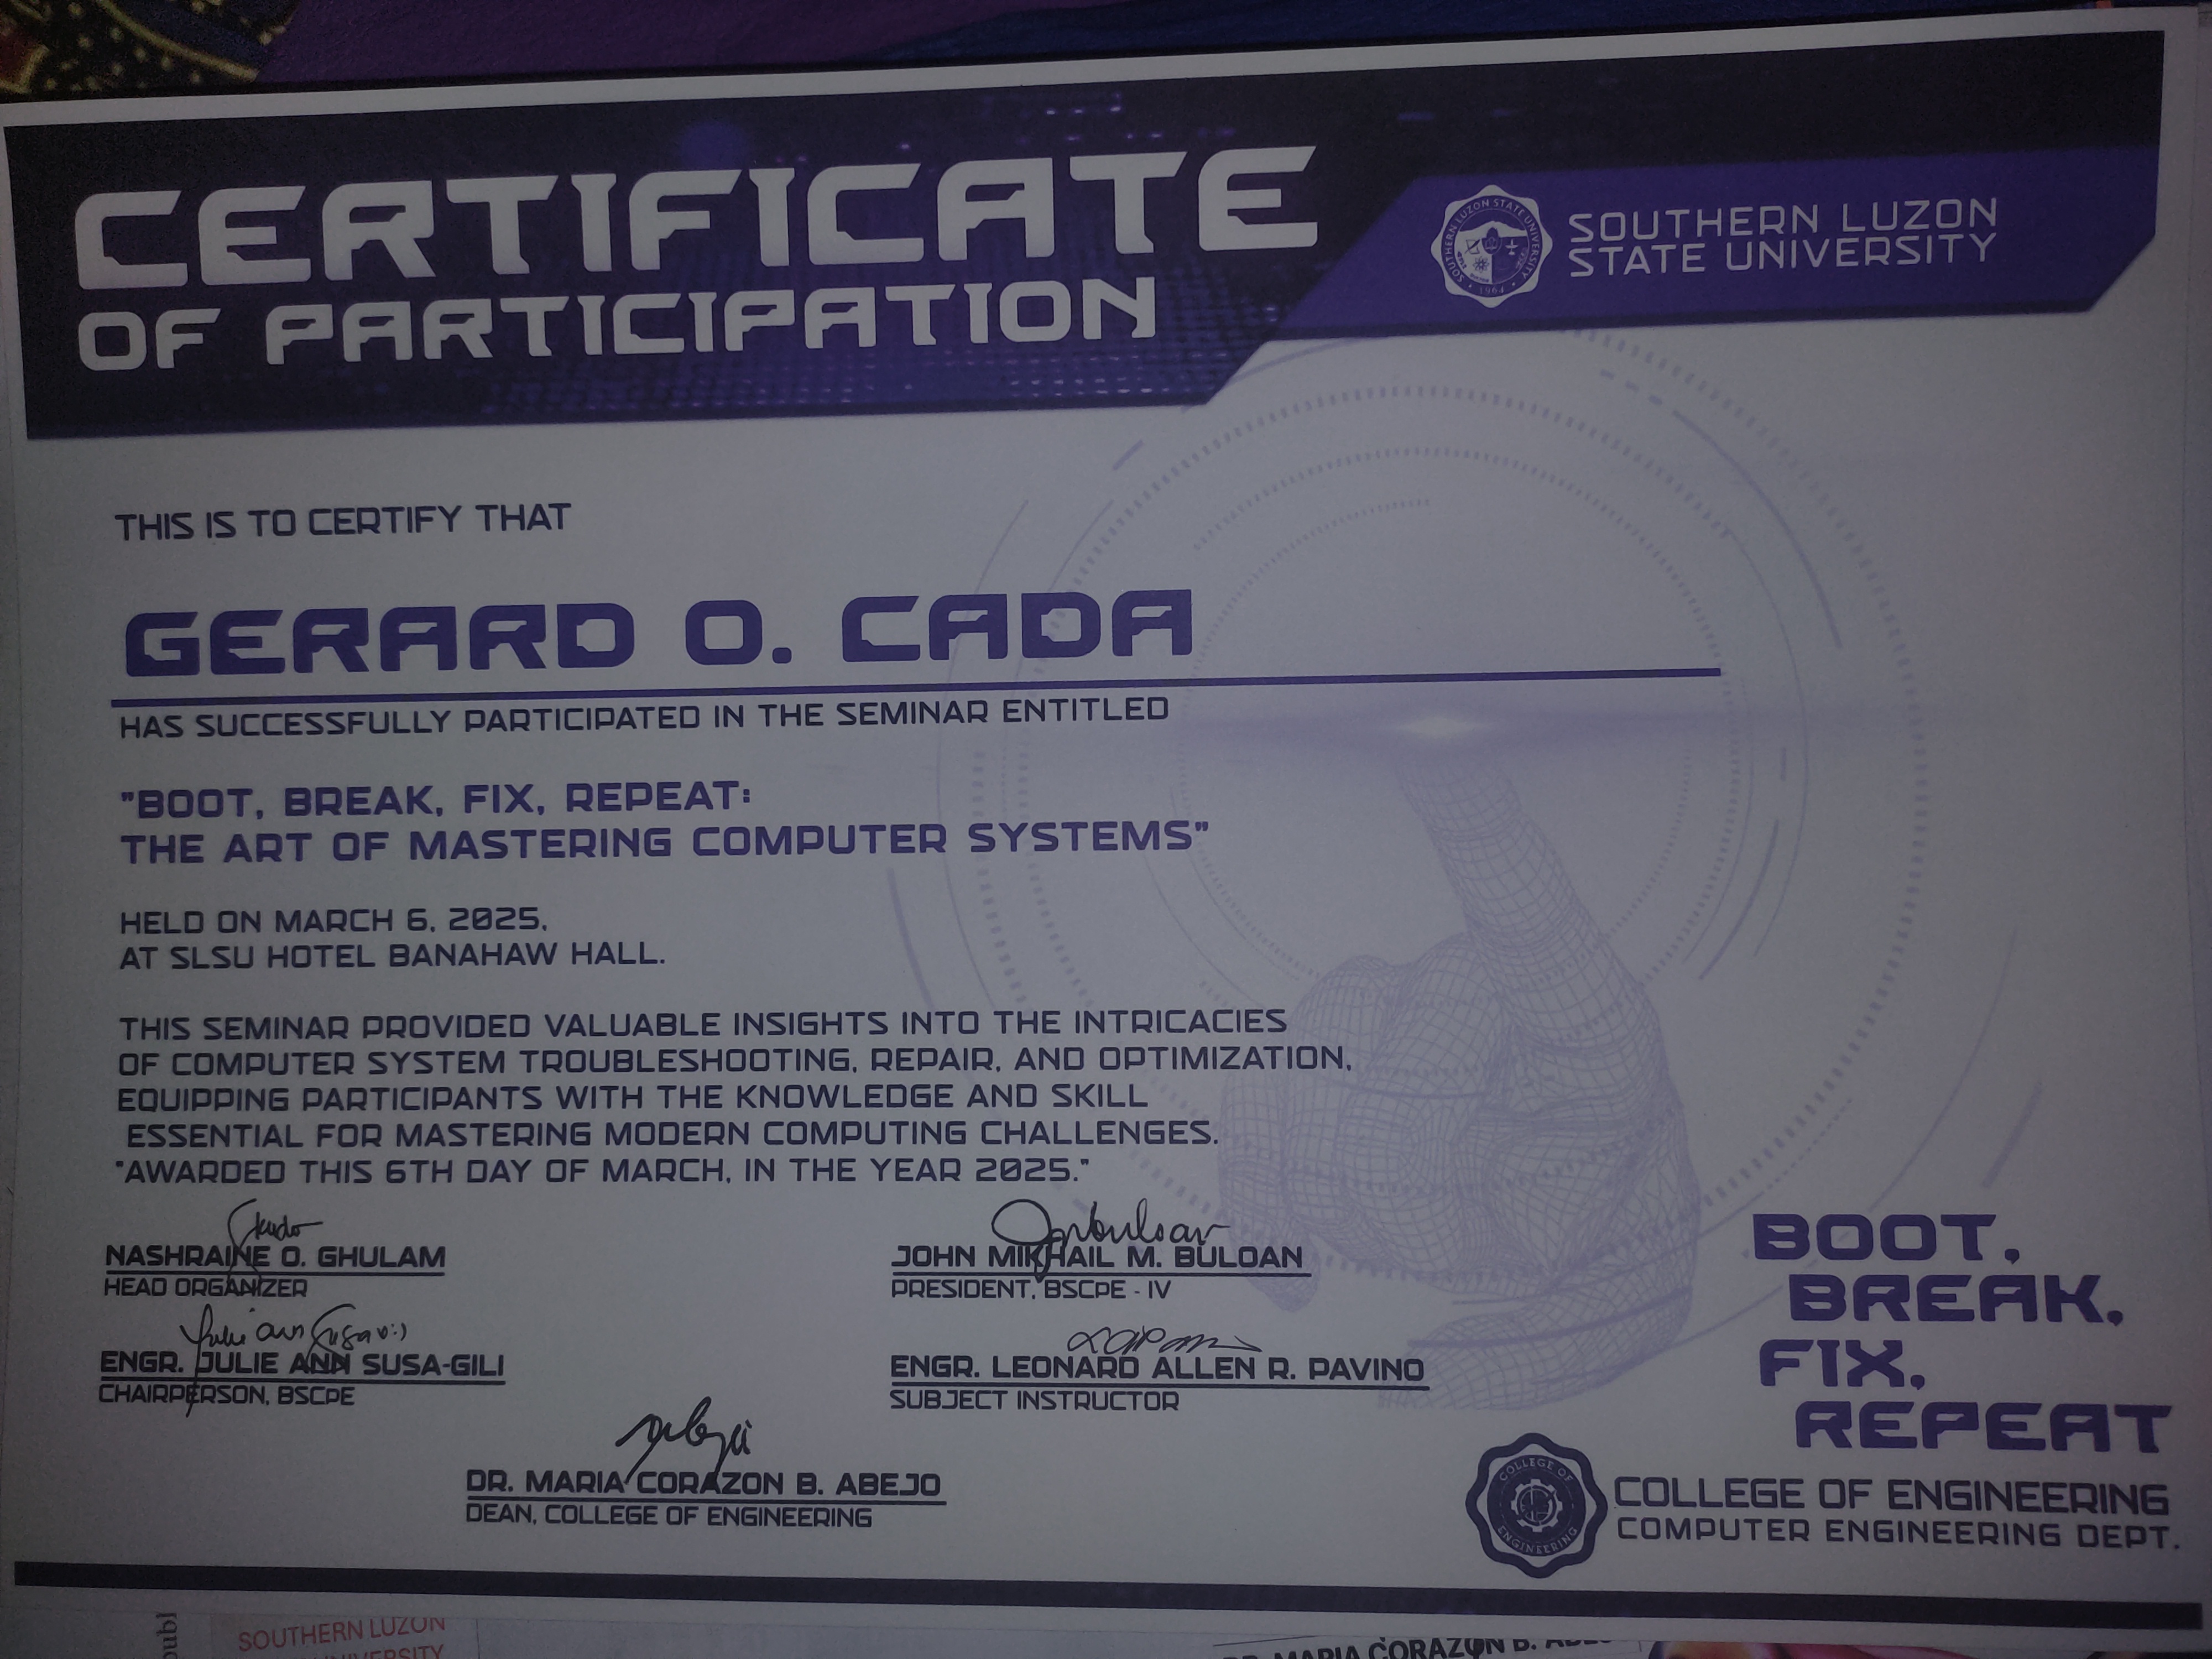 CERTIFICATE
OF PARTICIPATION
SOUTHERN LUZON STATE UNIVERSITY
1964
SOUTHERN LUZON
STATE UNIVERSITY
THIS IS TO CERTIFY THAT
GERARD O. CADA
HAS SUCCESSFULLY PARTICIPATED IN THE SEMINAR ENTITLED
"BOOT, BREAK, FIX, REPEAT:
THE ART OF MASTERING COMPUTER SYSTEMS"
HELD ON MARCH 6, 2025,
AT SLSU HOTEL BANAHAW HALL.
THIS SEMINAR PROVIDED VALUABLE INSIGHTS INTO THE INTRICACIES
OF COMPUTER SYSTEM TROUBLESHOOTING, REPAIR, AND OPTIMIZATION,
EQUIPPING PARTICIPANTS WITH THE KNOWLEDGE AND SKILL
ESSENTIAL FOR MASTERING MODERN COMPUTING CHALLENGES.
"AWARDED THIS 6TH DAY OF MARCH, IN THE YEAR 2025."
NASHRAINE O. GHULAM
HEAD ORGANIZER
JOHN MIKHAIL M. BULOAN
PRESIDENT, BSCPE - IV
ENGR. JULIE ANN SUSA-GILI
CHAIRPERSON, BSCPE
ENGR. LEONARD ALLEN R. PAVINO
SUBJECT INSTRUCTOR
DR. MARIA CORAZON B. ABEJO
DEAN, COLLEGE OF ENGINEERING
BOOT,
BREAK,
FIX,
REPEAT
COLLEGE OF
ENGINEERING
COLLEGE OF ENGINEERING
COMPUTER ENGINEERING DEPT.
SOUTHERN LUZON
MARIA CORAZON B.